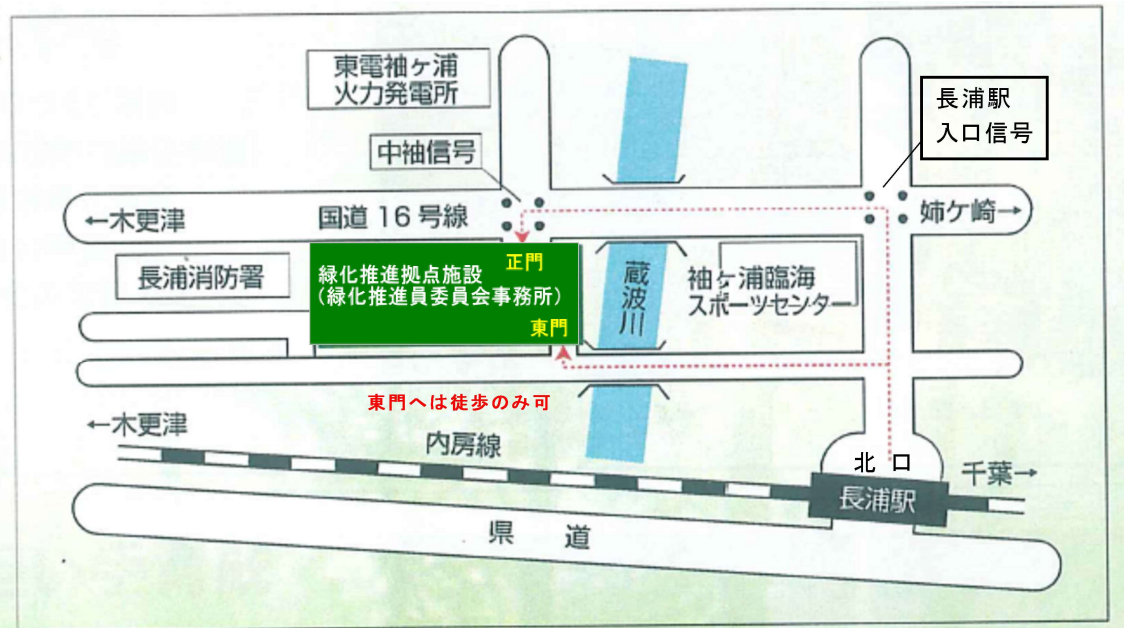 東電袖ケ浦
火力発電所
長浦駅
入口信号
中袖信号
←木更津
国道16号線
姉ケ崎→
長浦消防署
正門
緑化推進拠点施設
(緑化推進員委員会事務所)
東門
蔵波川
袖ケ浦臨海
スポーツセンター
東門へは徒歩のみ可
←木更津
内房線
北口
千葉→
長浦駅
県道